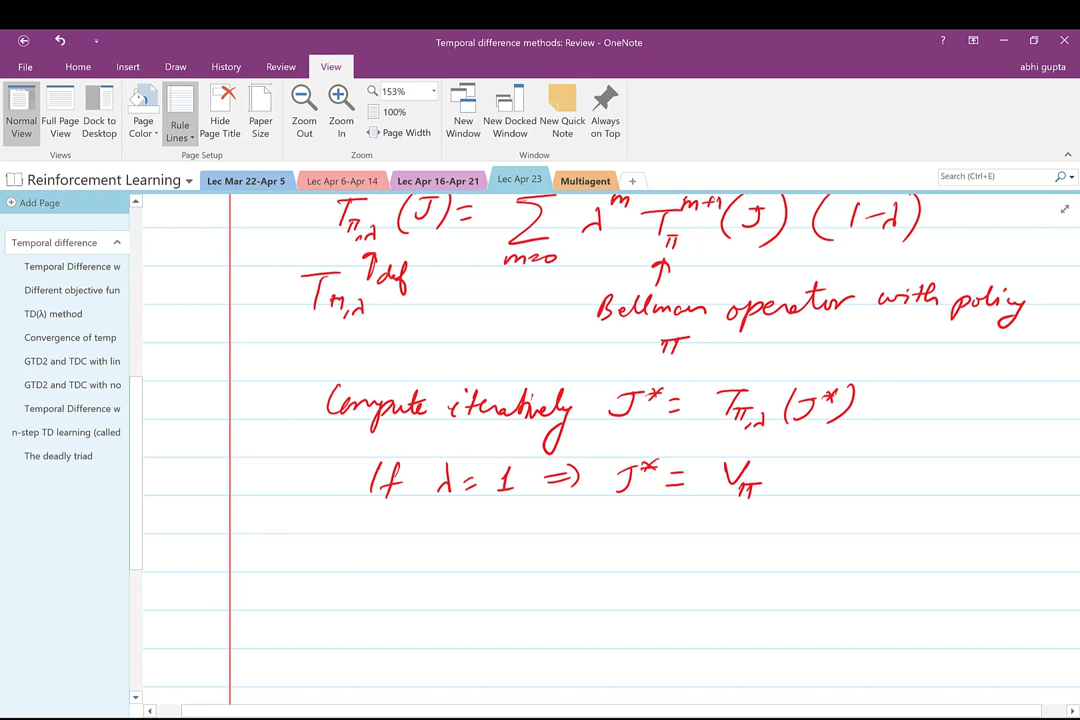 Temporal difference methods: Review - OneNote
?
abhi gupta
File Home Insert Draw History Review View
Normal View
Full Page View
Dock to Desktop
Page Color
Rule Lines
Hide Page Title
Paper Size
Zoom Out
Zoom In
153%
100%
Page Width
New Window
New Docked Window
New Quick Note
Always on Top
Views Page Setup Zoom Window
Reinforcement Learning
Lec Mar 22-Apr 5
Lec Apr 6-Apr 14
Lec Apr 16-Apr 21
Lec Apr 23
Multiagent
+
Search (Ctrl+E)
Add Page
Temporal difference
Temporal Difference w
Different objective fun
TD(λ) method
Convergence of temp
GTD2 and TDC with lin
GTD2 and TDC with no
Temporal Difference w
n-step TD learning (called
The deadly triad
T_{π,λ} (J) = ∑_{m=0} λ^m T_π^{m+1} (J) (1-λ)
↑ def
T_{π,λ}
↑
Bellman operator with policy
π
Compute iteratively J* = T_{π,λ} (J*)
If λ = 1 ⇒ J* = V_π